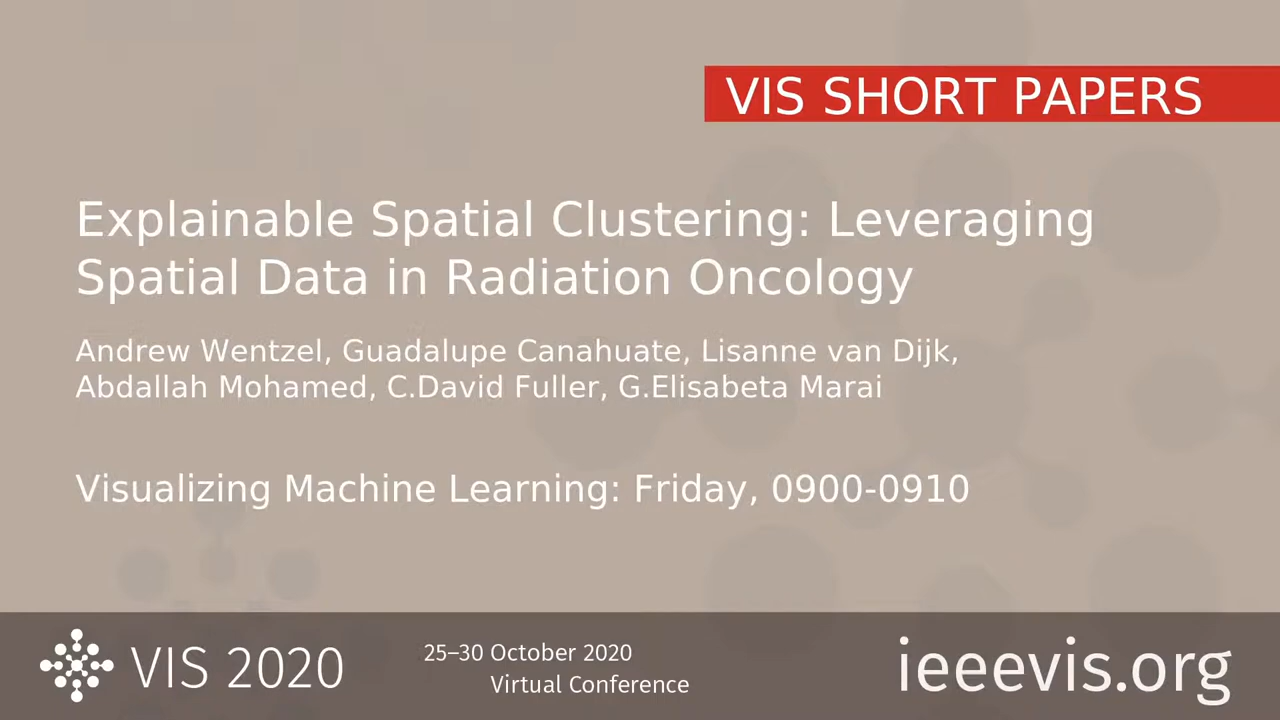 VIS SHORT PAPERS
Explainable Spatial Clustering: Leveraging
Spatial Data in Radiation Oncology
Andrew Wentzel, Guadalupe Canahuate, Lisanne van Dijk,
Abdallah Mohamed, C.David Fuller, G.Elisabeta Marai
Visualizing Machine Learning: Friday, 0900-0910
VIS 2020
25–30 October 2020
Virtual Conference
ieeevis.org